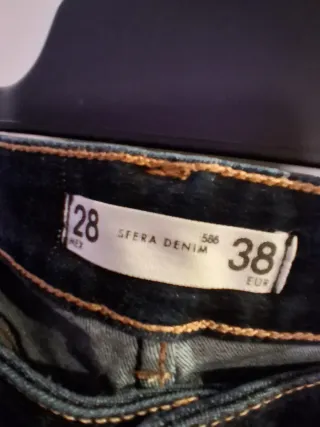 28
MEX
SFERA DENIM
586
38
EUR